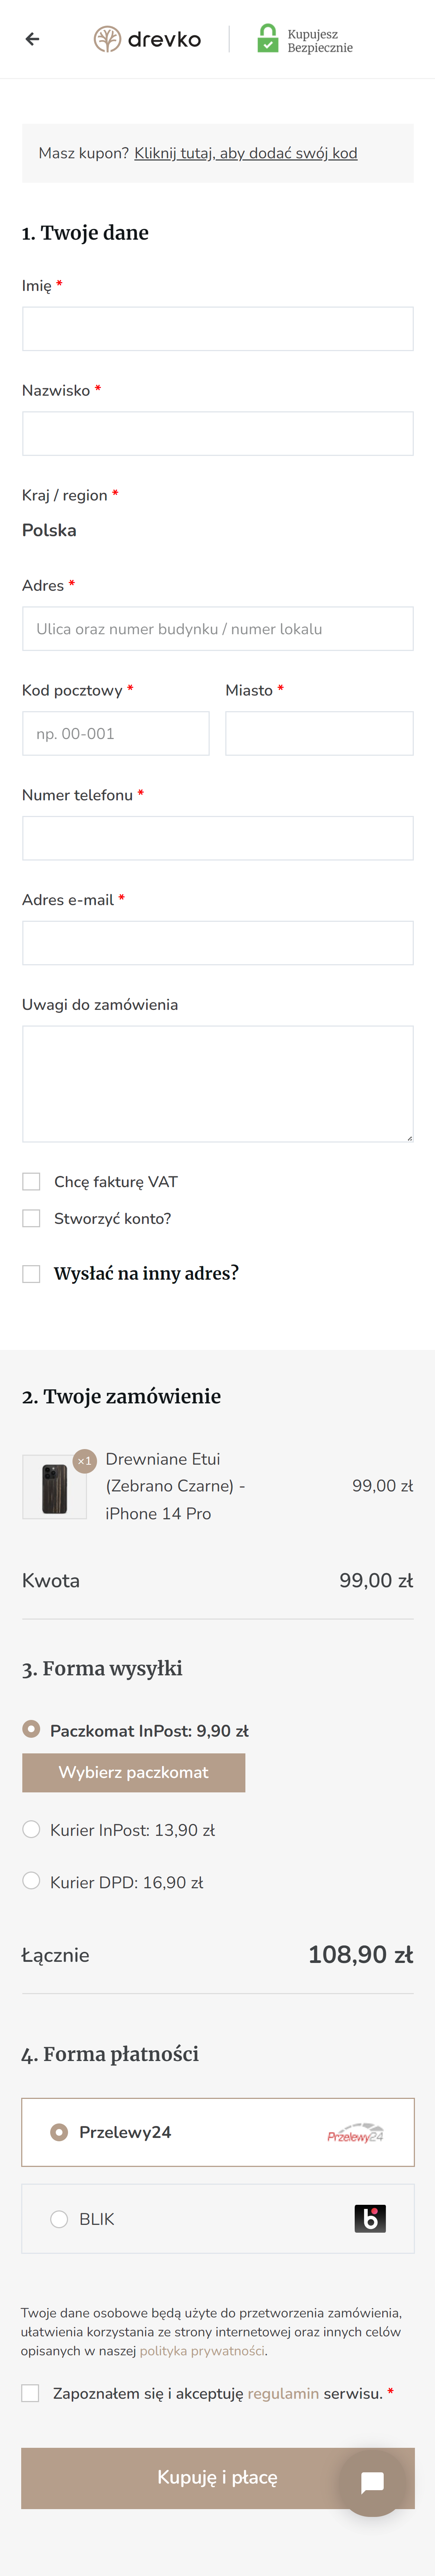 drevko
Kupujesz
Bezpiecznie
Masz kupon? Kliknij tutaj, aby dodać swój kod
1. Twoje dane
Imię *
Nazwisko *
Kraj / region *
Polska
Adres *
Ulica oraz numer budynku / numer lokalu
Kod pocztowy * Miasto *
np. 00-001
Numer telefonu *
Adres e-mail *
Uwagi do zamówienia
Chcę fakturę VAT
Stworzyć konto?
Wysłać na inny adres?
2. Twoje zamówienie
×1
Drewniane Etui
(Zebrano Czarne) - 99,00 zł
iPhone 14 Pro
Kwota 99,00 zł
3. Forma wysyłki
Paczkomat InPost: 9,90 zł
Wybierz paczkomat
Kurier InPost: 13,90 zł
Kurier DPD: 16,90 zł
Łącznie 108,90 zł
4. Forma płatności
Przelewy24 Przelewy24
BLIK b
Twoje dane osobowe będą użyte do przetworzenia zamówienia,
ułatwienia korzystania ze strony internetowej oraz innych celów
opisanych w naszej polityka prywatności.
Zapoznałem się i akceptuję regulamin serwisu. *
Kupuję i płacę